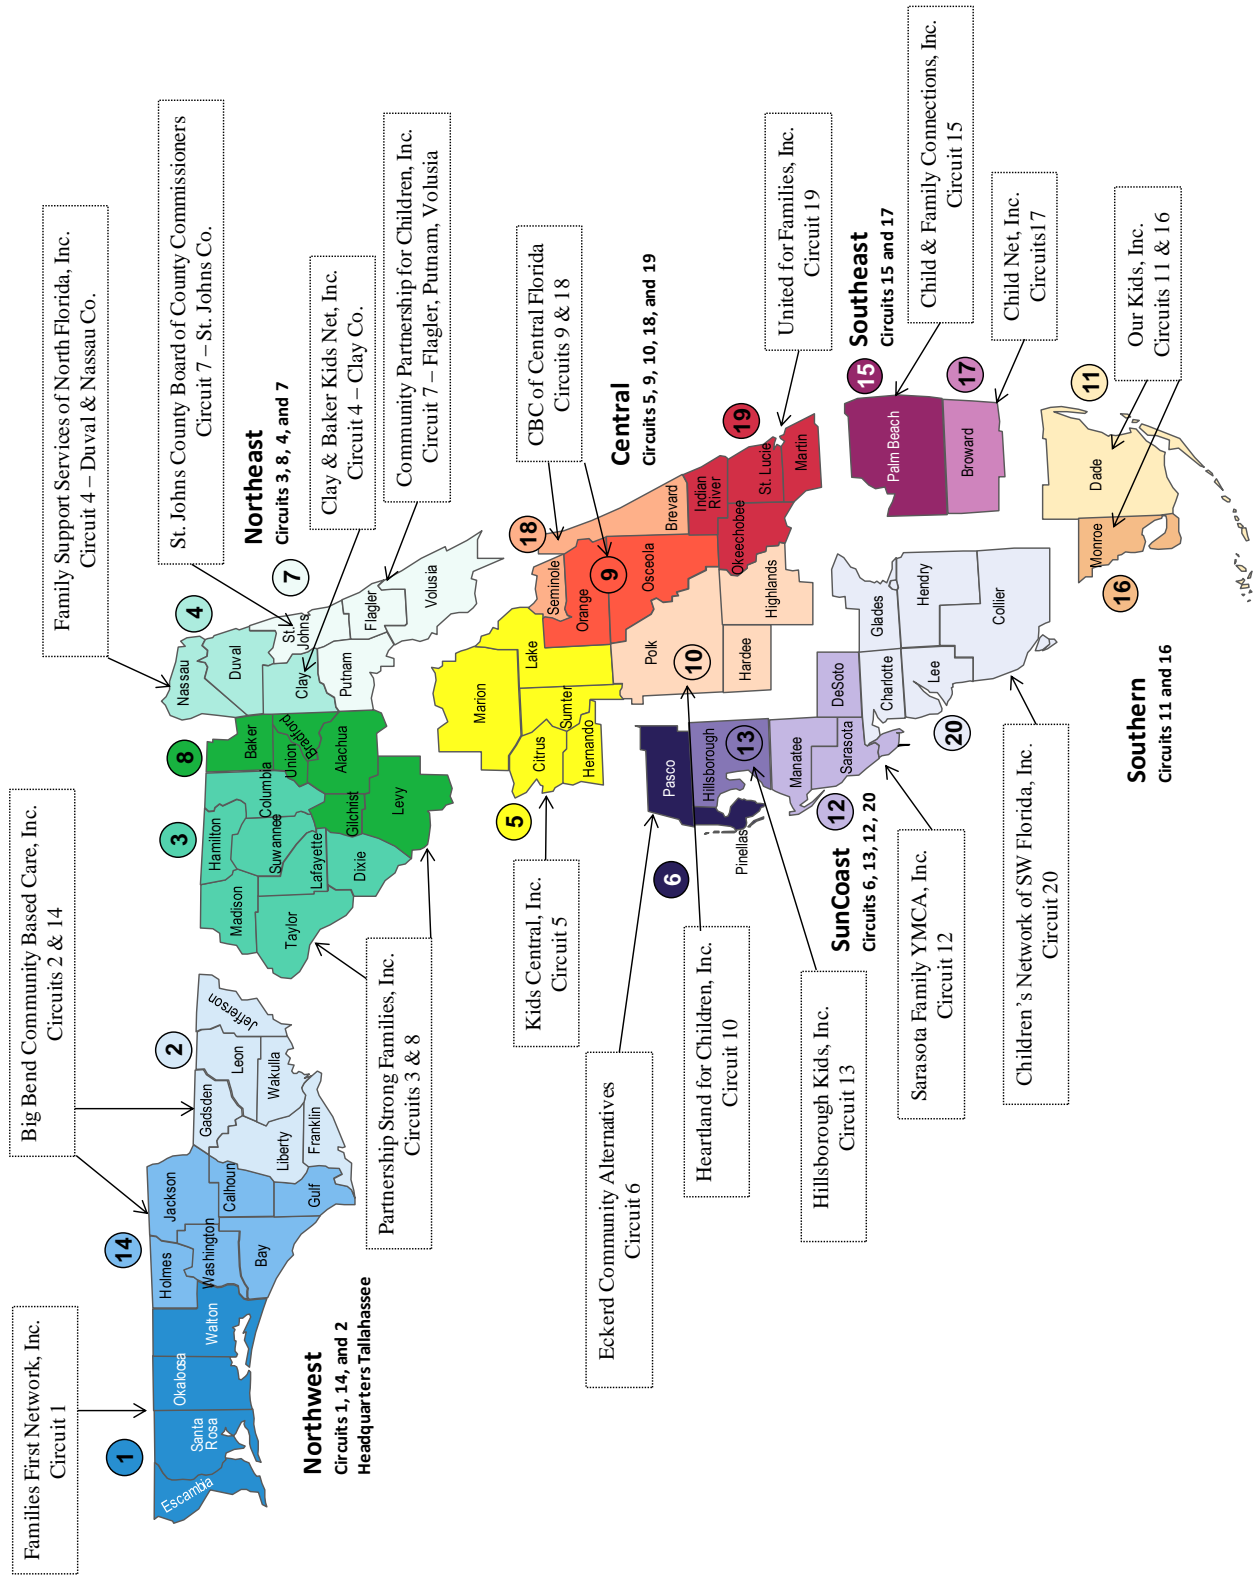 Families First Network, Inc.
Circuit 1
Big Bend Community Based Care, Inc.
Circuits 2 & 14
Family Support Services of North Florida, Inc.
Circuit 4 – Duval & Nassau Co.
St. Johns County Board of County Commissioners
Circuit 7 – St. Johns Co.
Northeast
Circuits 3, 8, 4, and 7
Clay & Baker Kids Net, Inc.
Circuit 4 – Clay Co.
Community Partnership for Children, Inc.
Circuit 7 – Flagler, Putnam, Volusia
1
14
2
3
8
4
7
Escambia
Santa
Rosa
Okaloosa
Walton
Holmes
Jackson
Washington
Bay
Calhoun
Gulf
Gadsden
Liberty
Franklin
Leon
Wakulla
Jefferson
Madison
Hamilton
Taylor
Suwannee
Lafayette
Dixie
Columbia
Baker
Union
Bradford
Alachua
Gilchrist
Levy
Nassau
Duval
Clay
St.
Johns
Putnam
Flagler
Volusia
Northwest
Circuits 1, 14, and 2
Headquarters Tallahassee
Partnership Strong Families, Inc.
Circuits 3 & 8
Kids Central, Inc.
Circuit 5
5
Marion
Citrus
Hernando
Sumter
Lake
CBC of Central Florida
Circuits 9 & 18
18
Seminole
Orange
9
Osceola
Brevard
Central
Circuits 5, 9, 10, 18, and 19
Eckerd Community Alternatives
Circuit 6
6
Pasco
Pinellas
Hillsborough
13
Polk
10
Hardee
Highlands
Okeechobee
Indian
River
St. Lucie
Martin
19
United for Families, Inc.
Circuit 19
Heartland for Children, Inc.
Circuit 10
Hillsborough Kids, Inc.
Circuit 13
SunCoast
Circuits 6, 13, 12, 20
12
Manatee
Sarasota
DeSoto
Charlotte
Glades
Lee
Hendry
Collier
20
Sarasota Family YMCA, Inc.
Circuit 12
Children's Network of SW Florida, Inc.
Circuit 20
Southeast
Circuits 15 and 17
15
Palm Beach
Child & Family Connections, Inc.
Circuit 15
17
Broward
Child Net, Inc.
Circuits17
11
Dade
Monroe
16
Our Kids, Inc.
Circuits 11 & 16
Southern
Circuits 11 and 16